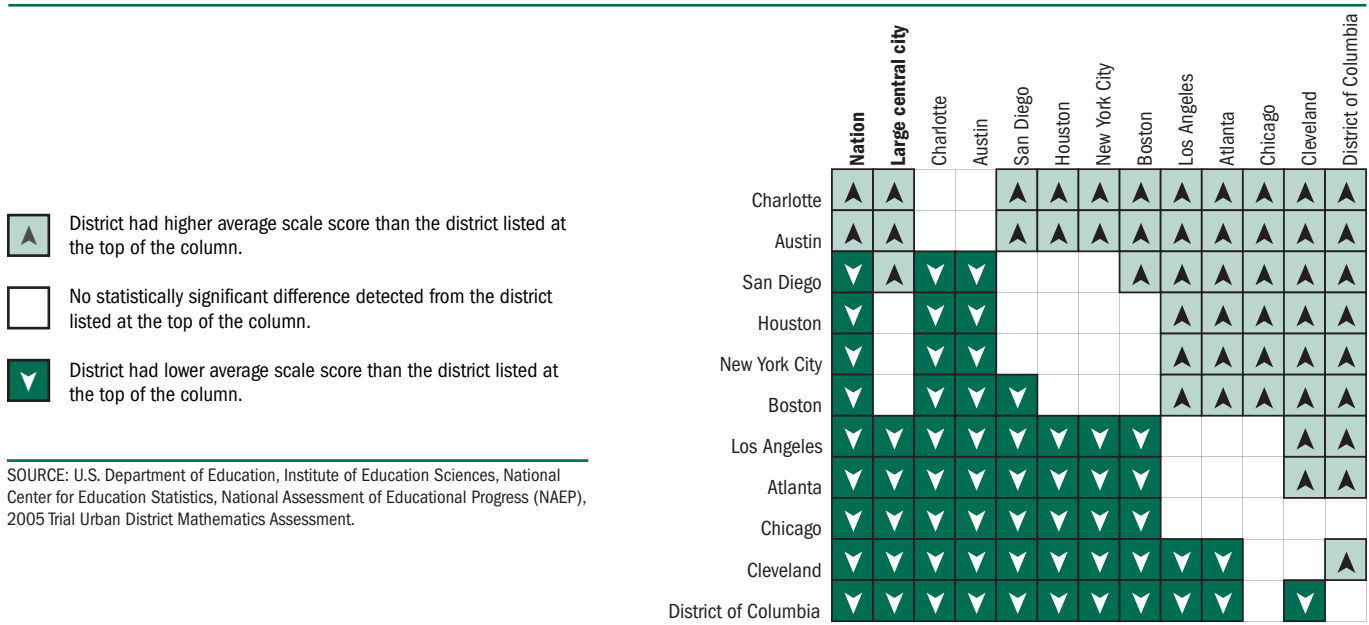 Nation
Large central city
Charlotte
Austin
San Diego
Houston
New York City
Boston
Los Angeles
Atlanta
Chicago
Cleveland
District of Columbia
District had higher average scale score than the district listed at
the top of the column.
No statistically significant difference detected from the district
listed at the top of the column.
District had lower average scale score than the district listed at
the top of the column.
SOURCE: U.S. Department of Education, Institute of Education Sciences, National
Center for Education Statistics, National Assessment of Educational Progress (NAEP),
2005 Trial Urban District Mathematics Assessment.
Charlotte
Austin
San Diego
Houston
New York City
Boston
Los Angeles
Atlanta
Chicago
Cleveland
District of Columbia